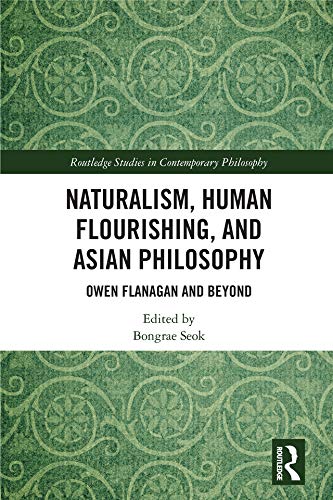 Routledge Studies in Contemporary Philosophy
NATURALISM, HUMAN
FLOURISHING, AND
ASIAN PHILOSOPHY
OWEN FLANAGAN AND BEYOND
Edited by
Bongrae Seok
ROUTLEDGE